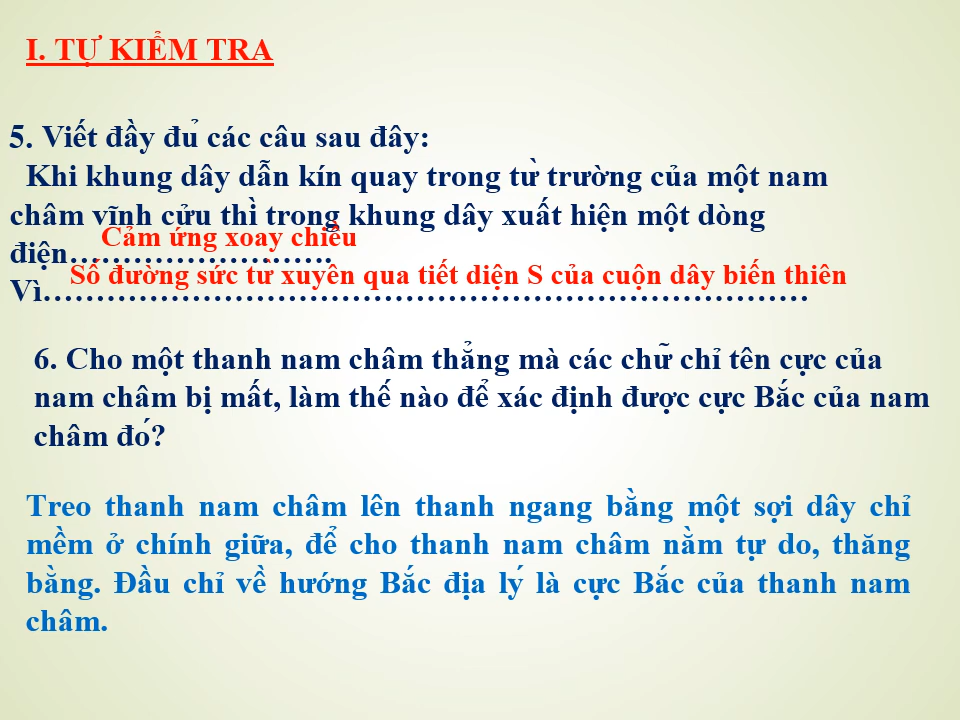 I. TỰ KIỂM TRA
5. Viết đầy đủ các câu sau đây:
Khi khung dây dẫn kín quay trong từ trường của một nam
châm vĩnh cửu thì trong khung dây xuất hiện một dòng
Cảm ứng xoay chiều
điện…………………….
Số đường sức từ xuyên qua tiết diện S của cuộn dây biến thiên
Vì………………………………………………………………
6. Cho một thanh nam châm thẳng mà các chữ chỉ tên cực của
nam châm bị mất, làm thế nào để xác định được cực Bắc của nam
châm đó?
Treo thanh nam châm lên thanh ngang bằng một sợi dây chỉ
mềm ở chính giữa, để cho thanh nam châm nằm tự do, thăng
bằng. Đầu chỉ về hướng Bắc địa lý là cực Bắc của thanh nam
châm.